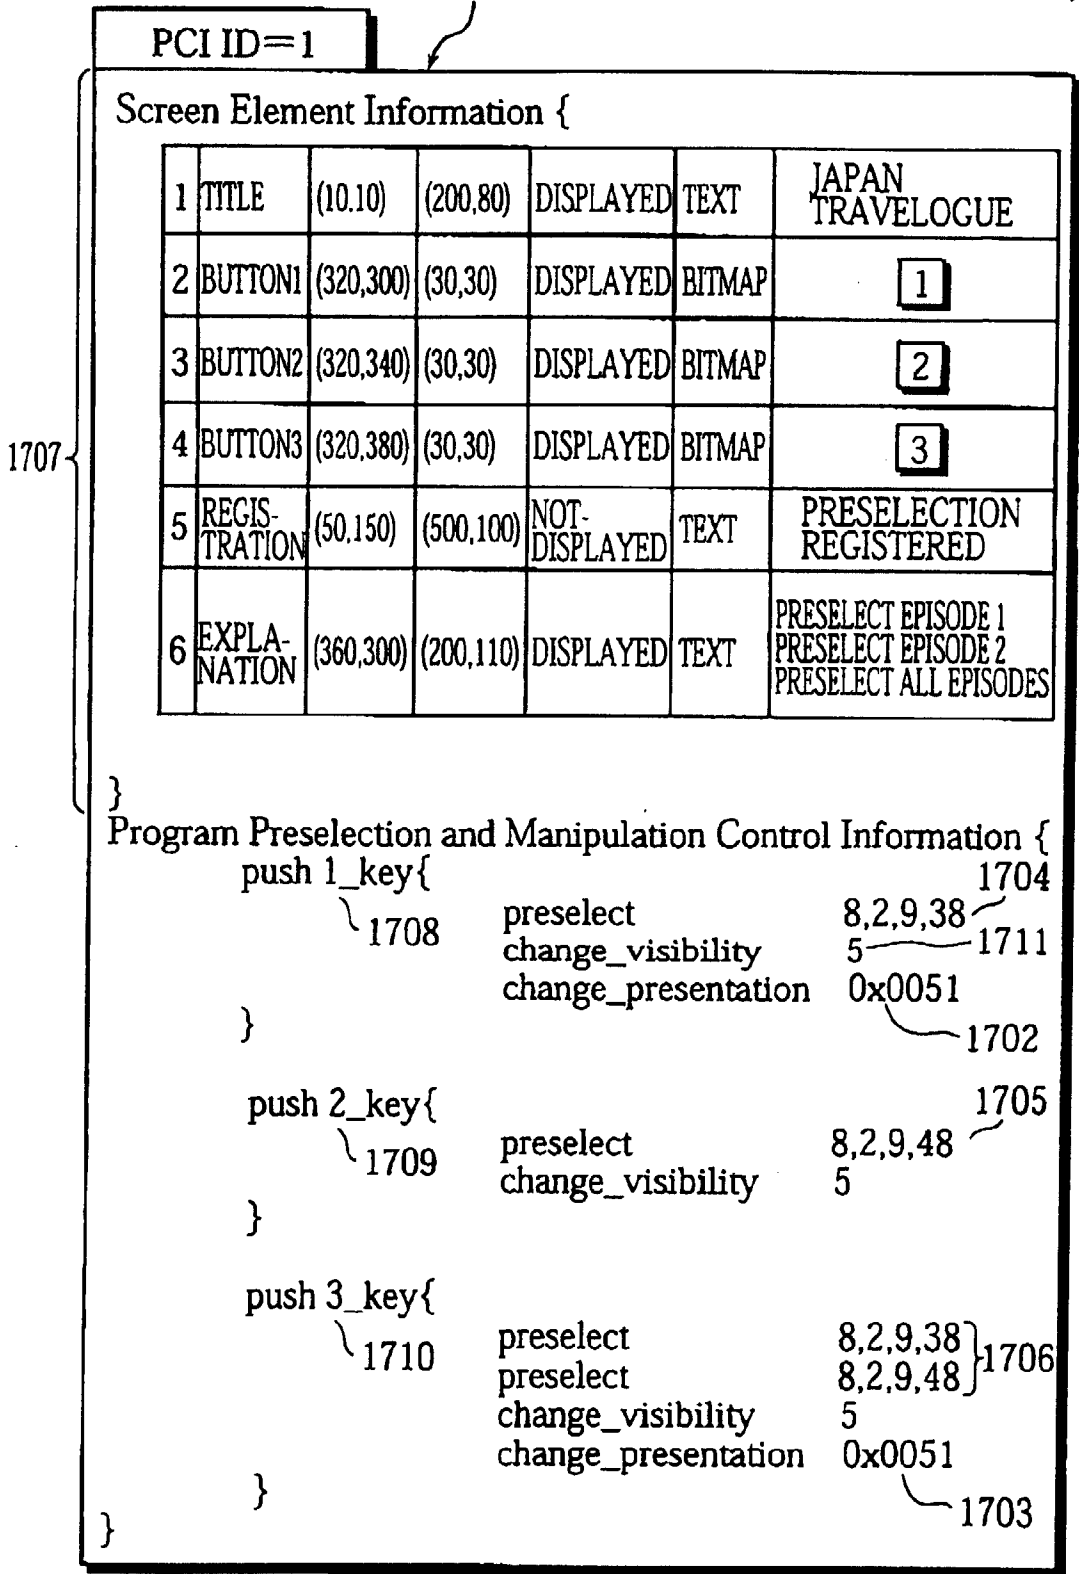 PCI ID=1
Screen Element Information {
1 TITLE (10.10) (200,80) DISPLAYED TEXT JAPAN TRAVELOGUE
2 BUTTON1 (320,300) (30,30) DISPLAYED BITMAP 1
3 BUTTON2 (320,340) (30,30) DISPLAYED BITMAP 2
4 BUTTON3 (320,380) (30,30) DISPLAYED BITMAP 3
5 REGIS-TRATION (50,150) (500,100) NOT-DISPLAYED TEXT PRESELECTION REGISTERED
6 EXPLA-NATION (360,300) (200,110) DISPLAYED TEXT PRESELECT EPISODE 1
PRESELECT EPISODE 2
PRESELECT ALL EPISODES
1707
}
Program Preselection and Manipulation Control Information {
push 1_key{ 1704
1708 preselect 8,2,9,38
change_visibility 5 1711
change_presentation 0x0051
} 1702
push 2_key{ 1705
1709 preselect 8,2,9,48
change_visibility 5
}
push 3_key{
1710 preselect 8,2,9,38
preselect 8,2,9,48 } 1706
change_visibility 5
change_presentation 0x0051
} 1703
}